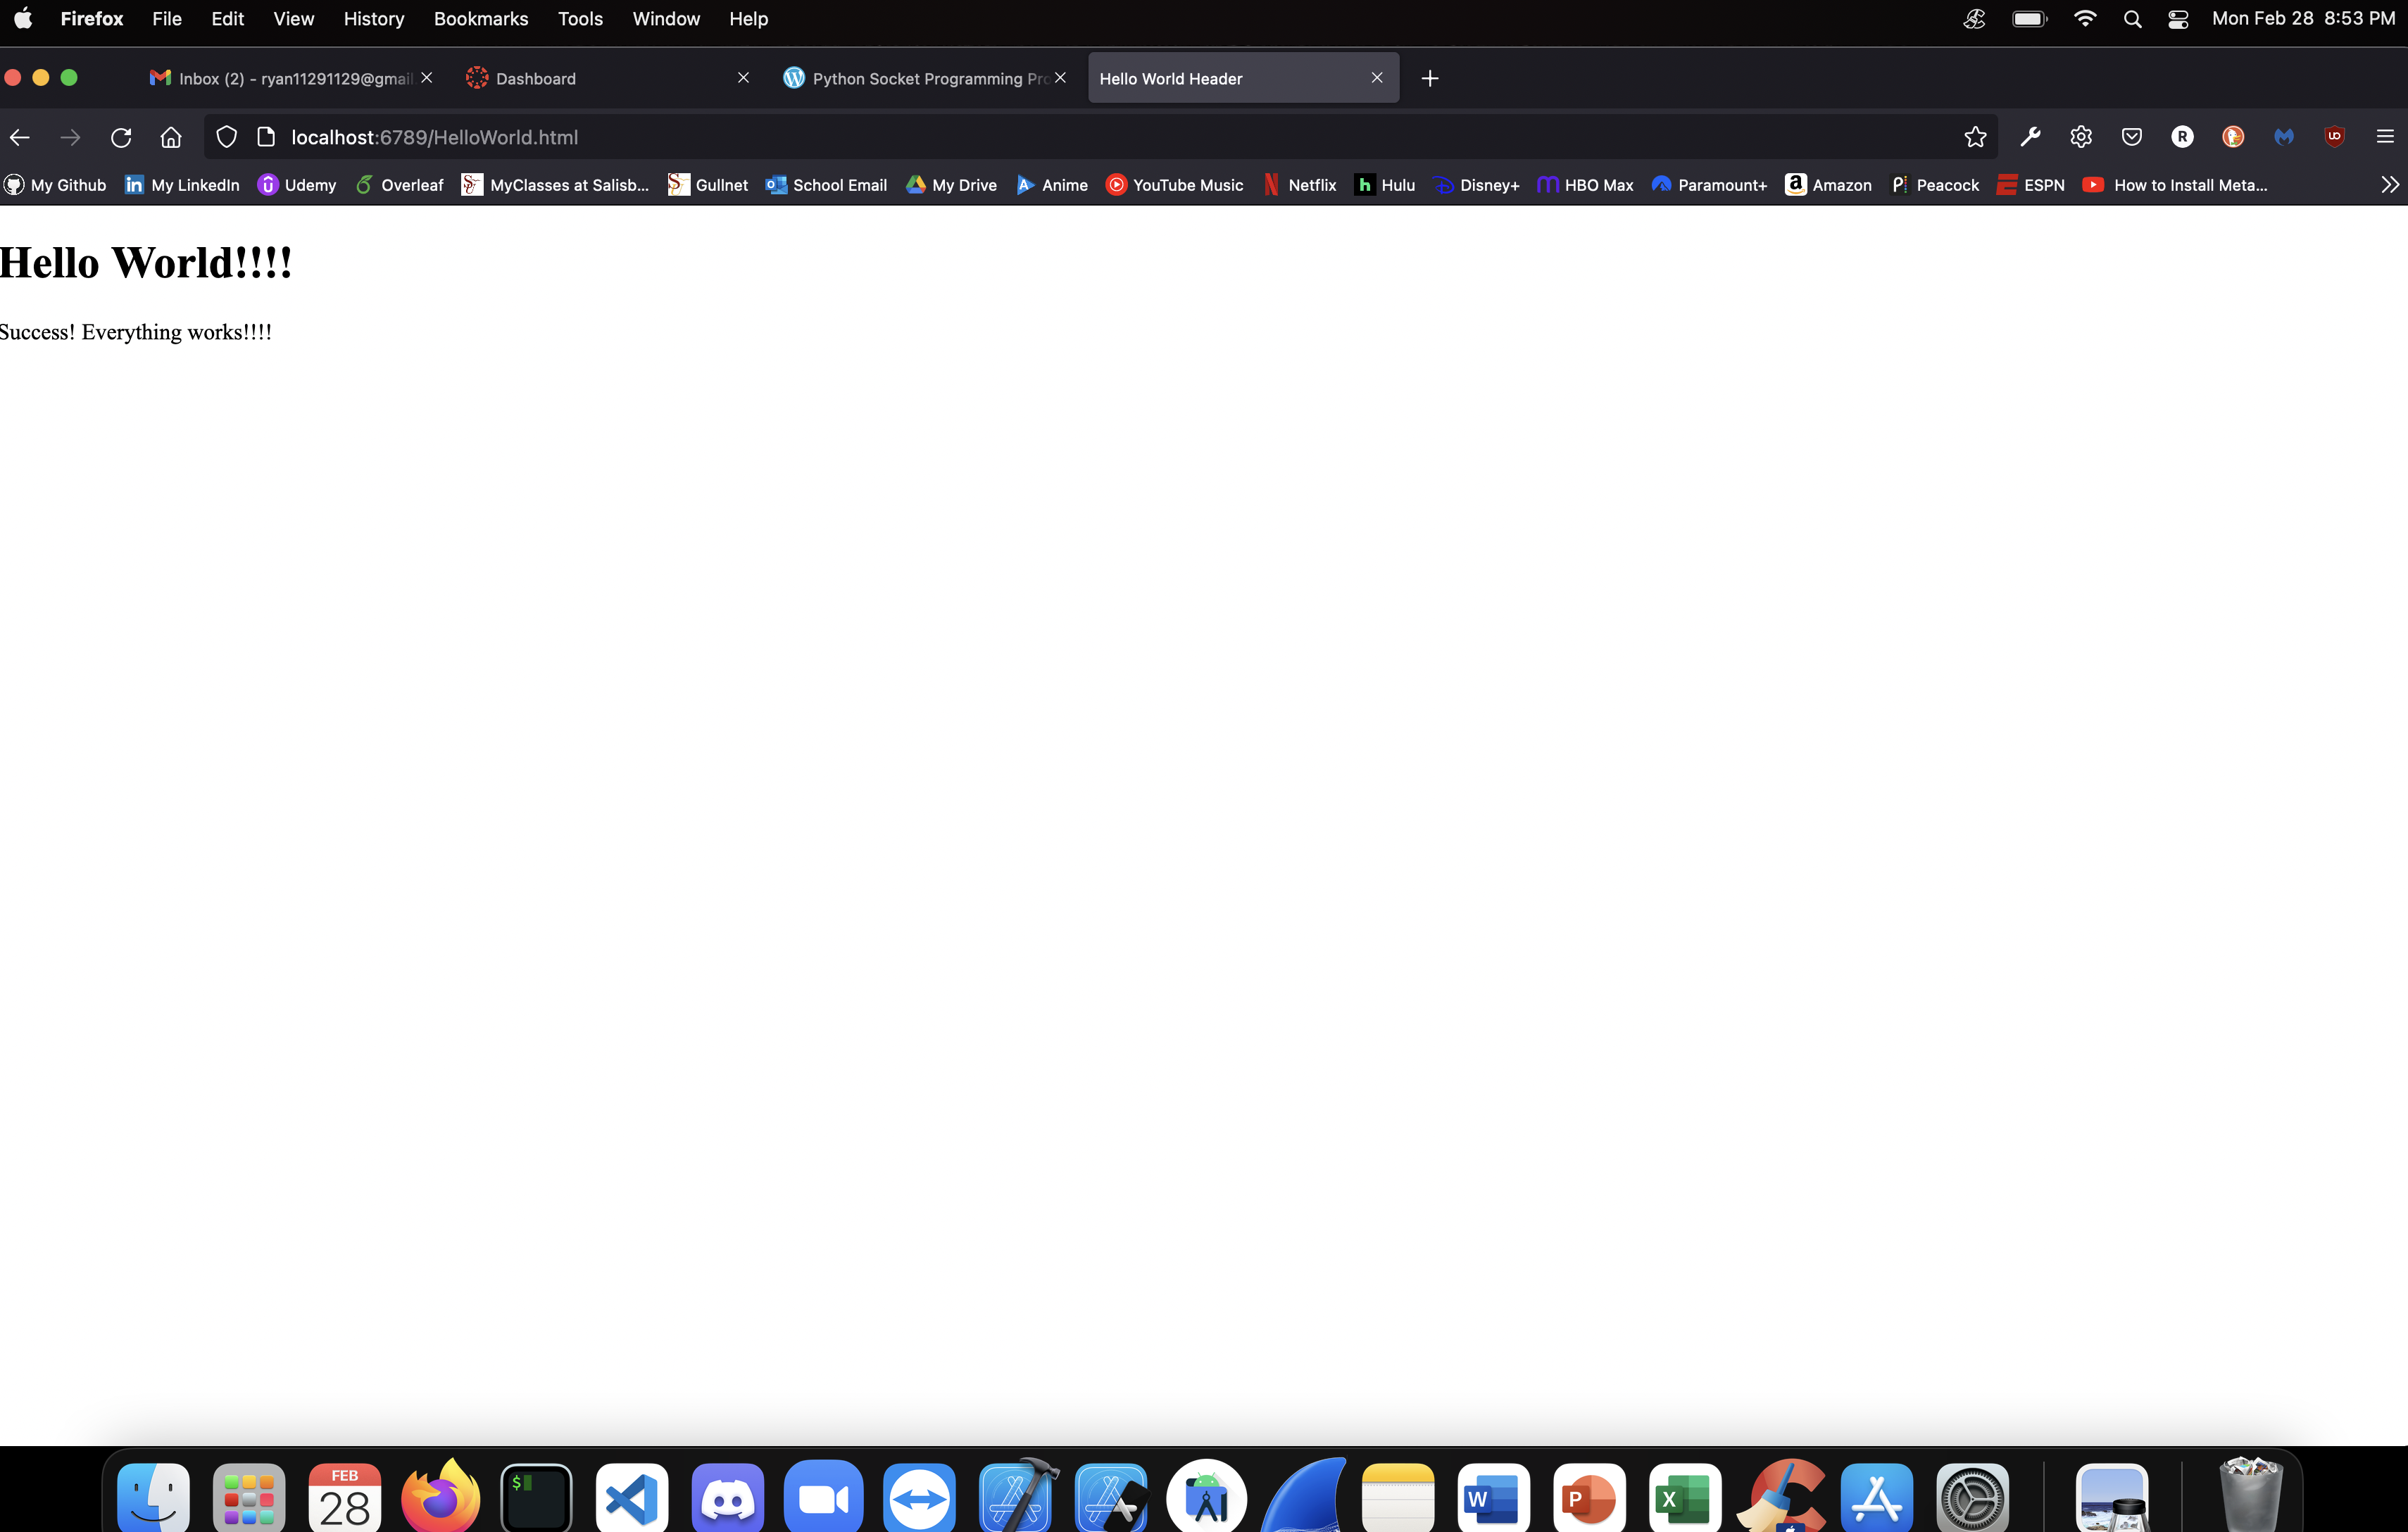 Firefox File Edit View History Bookmarks Tools Window Help Mon Feb 28 8:53 PM
Inbox (2) - ryan11291129@gmail Dashboard Python Socket Programming Pro Hello World Header
localhost:6789/HelloWorld.html R UD
My Github in My LinkedIn Udemy Overleaf MyClasses at Salisb... Gullnet School Email My Drive Anime YouTube Music Netflix h Hulu Disney+ HBO Max Paramount+ a Amazon Peacock ESPN How to Install Meta...
Hello World!!!!
Success! Everything works!!!!
FEB
28
$
W P X